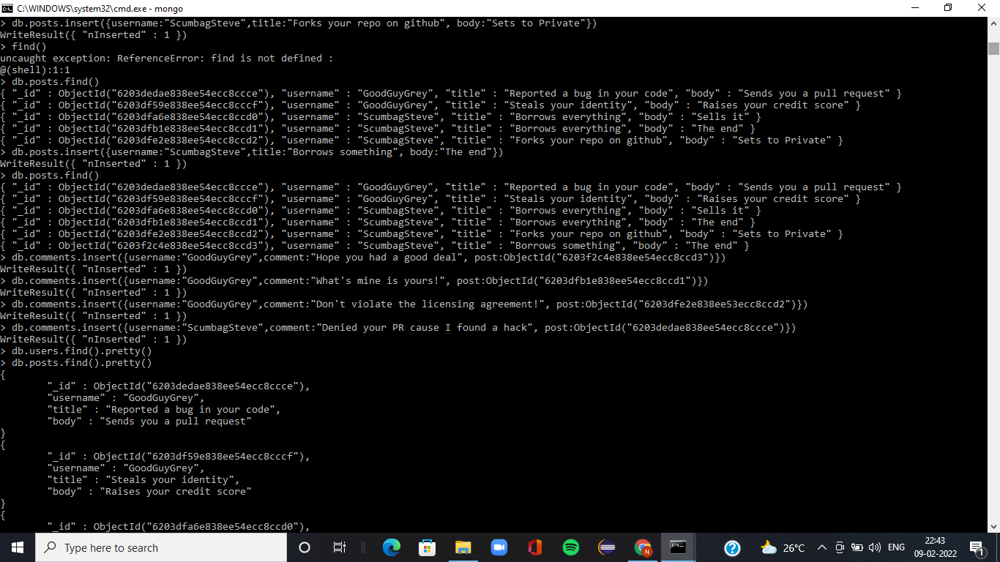 C:\WINDOWS\system32\cmd.exe - mongo
> db.posts.insert({username:"ScumbagSteve",title:"Forks your repo on github", body:"Sets to Private"})
WriteResult({ "nInserted" : 1 })
> find()
uncaught exception: ReferenceError: find is not defined :
@(shell):1:1
> db.posts.find()
{ "_id" : ObjectId("6203dedae838ee54ecc8ccce"), "username" : "GoodGuyGrey", "title" : "Reported a bug in your code", "body" : "Sends you a pull request" }
{ "_id" : ObjectId("6203df59e838ee54ecc8cccf"), "username" : "GoodGuyGrey", "title" : "Steals your identity", "body" : "Raises your credit score" }
{ "_id" : ObjectId("6203dfa6e838ee54ecc8ccd0"), "username" : "ScumbagSteve", "title" : "Borrows everything", "body" : "Sells it" }
{ "_id" : ObjectId("6203dfb1e838ee54ecc8ccd1"), "username" : "ScumbagSteve", "title" : "Borrows everything", "body" : "The end" }
{ "_id" : ObjectId("6203dfe2e838ee54ecc8ccd2"), "username" : "ScumbagSteve", "title" : "Forks your repo on github", "body" : "Sets to Private" }
> db.posts.insert({username:"ScumbagSteve",title:"Borrows something", body:"The end"})
WriteResult({ "nInserted" : 1 })
> db.posts.find()
{ "_id" : ObjectId("6203dedae838ee54ecc8ccce"), "username" : "GoodGuyGrey", "title" : "Reported a bug in your code", "body" : "Sends you a pull request" }
{ "_id" : ObjectId("6203df59e838ee54ecc8cccf"), "username" : "GoodGuyGrey", "title" : "Steals your identity", "body" : "Raises your credit score" }
{ "_id" : ObjectId("6203dfa6e838ee54ecc8ccd0"), "username" : "ScumbagSteve", "title" : "Borrows everything", "body" : "Sells it" }
{ "_id" : ObjectId("6203dfb1e838ee54ecc8ccd1"), "username" : "ScumbagSteve", "title" : "Borrows everything", "body" : "The end" }
{ "_id" : ObjectId("6203dfe2e838ee54ecc8ccd2"), "username" : "ScumbagSteve", "title" : "Forks your repo on github", "body" : "Sets to Private" }
{ "_id" : ObjectId("6203f2c4e838ee54ecc8ccd3"), "username" : "ScumbagSteve", "title" : "Borrows something", "body" : "The end" }
> db.comments.insert({username:"GoodGuyGrey",comment:"Hope you had a good deal", post:ObjectId("6203f2c4e838ee54ecc8ccd3")})
WriteResult({ "nInserted" : 1 })
> db.comments.insert({username:"GoodGuyGrey",comment:"What's mine is yours!", post:ObjectId("6203dfb1e838ee54ecc8ccd1")})
WriteResult({ "nInserted" : 1 })
> db.comments.insert({username:"GoodGuyGrey",comment:"Don't violate the licensing agreement!", post:ObjectId("6203dfe2e838ee53ecc8ccd2")})
WriteResult({ "nInserted" : 1 })
> db.comments.insert({username:"ScumbagSteve",comment:"Denied your PR cause I found a hack", post:ObjectId("6203dedae838ee54ecc8ccce")})
WriteResult({ "nInserted" : 1 })
> db.users.find().pretty()
> db.posts.find().pretty()
{
"_id" : ObjectId("6203dedae838ee54ecc8ccce"),
"username" : "GoodGuyGrey",
"title" : "Reported a bug in your code",
"body" : "Sends you a pull request"
}
{
"_id" : ObjectId("6203df59e838ee54ecc8cccf"),
"username" : "GoodGuyGrey",
"title" : "Steals your identity",
"body" : "Raises your credit score"
}
{
"_id" : ObjectId("6203dfa6e838ee54ecc8ccd0"),
Type here to search
26°C
ENG
22:43
09-02-2022
1